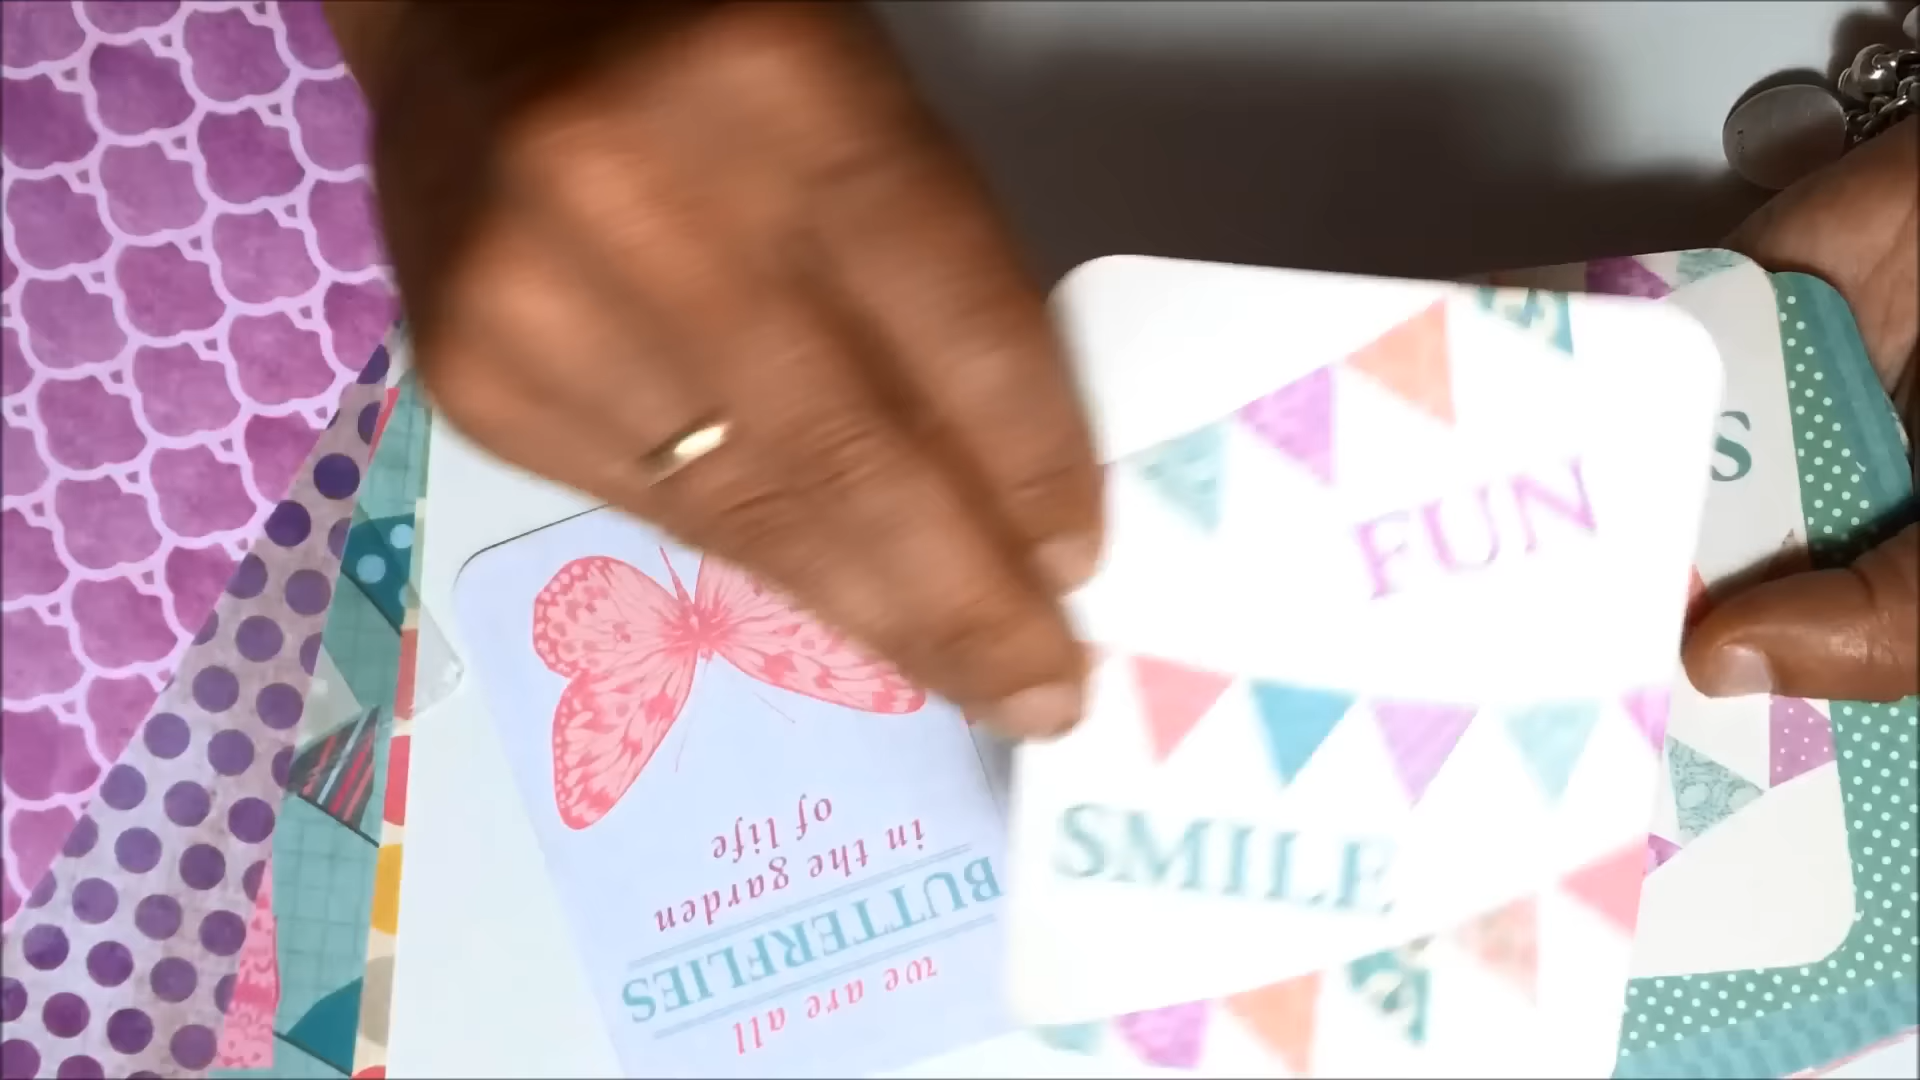 FUN
SMILE
S
we are all
BUTTERFLIES
in the garden
of life